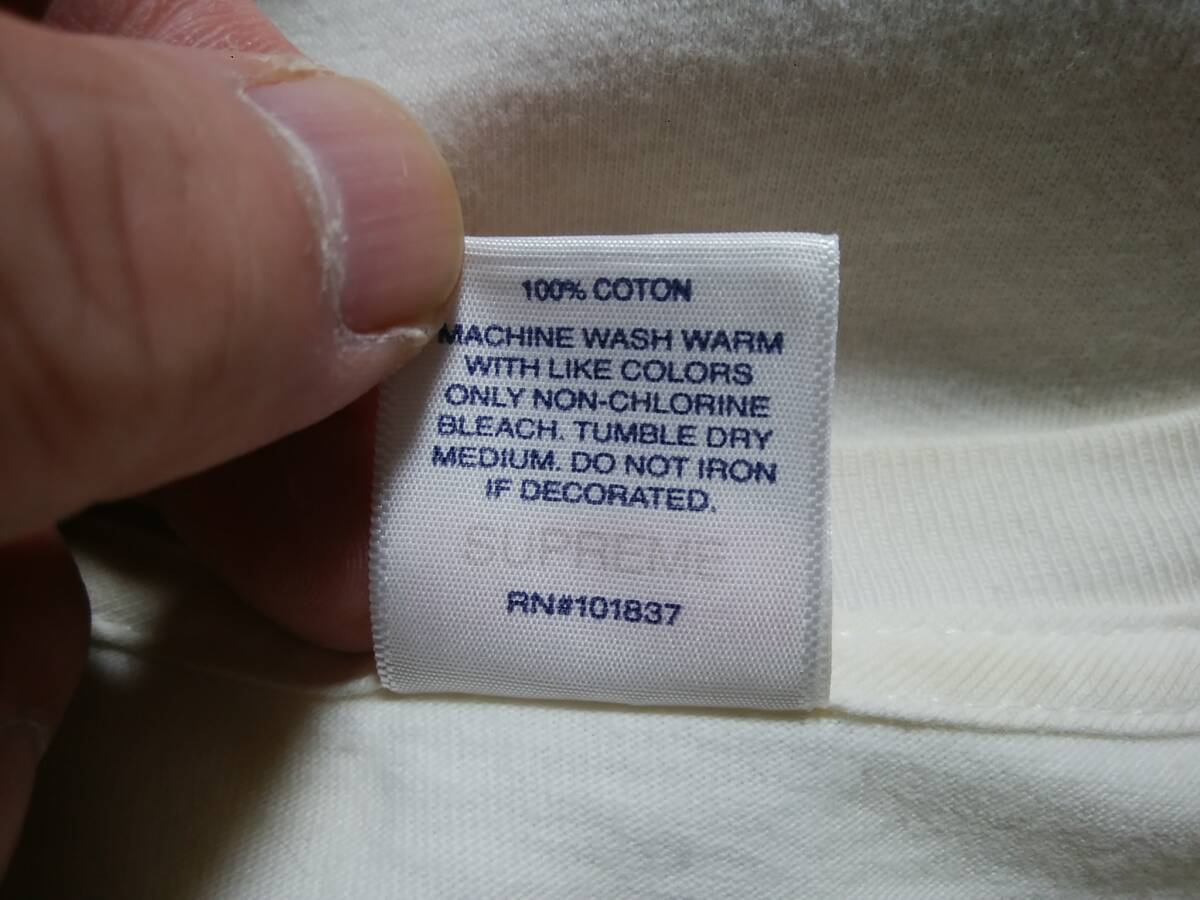 100% COTON
MACHINE WASH WARM
WITH LIKE COLORS
ONLY NON-CHLORINE
BLEACH. TUMBLE DRY
MEDIUM. DO NOT IRON
IF DECORATED.
SUPREME
RN#101837